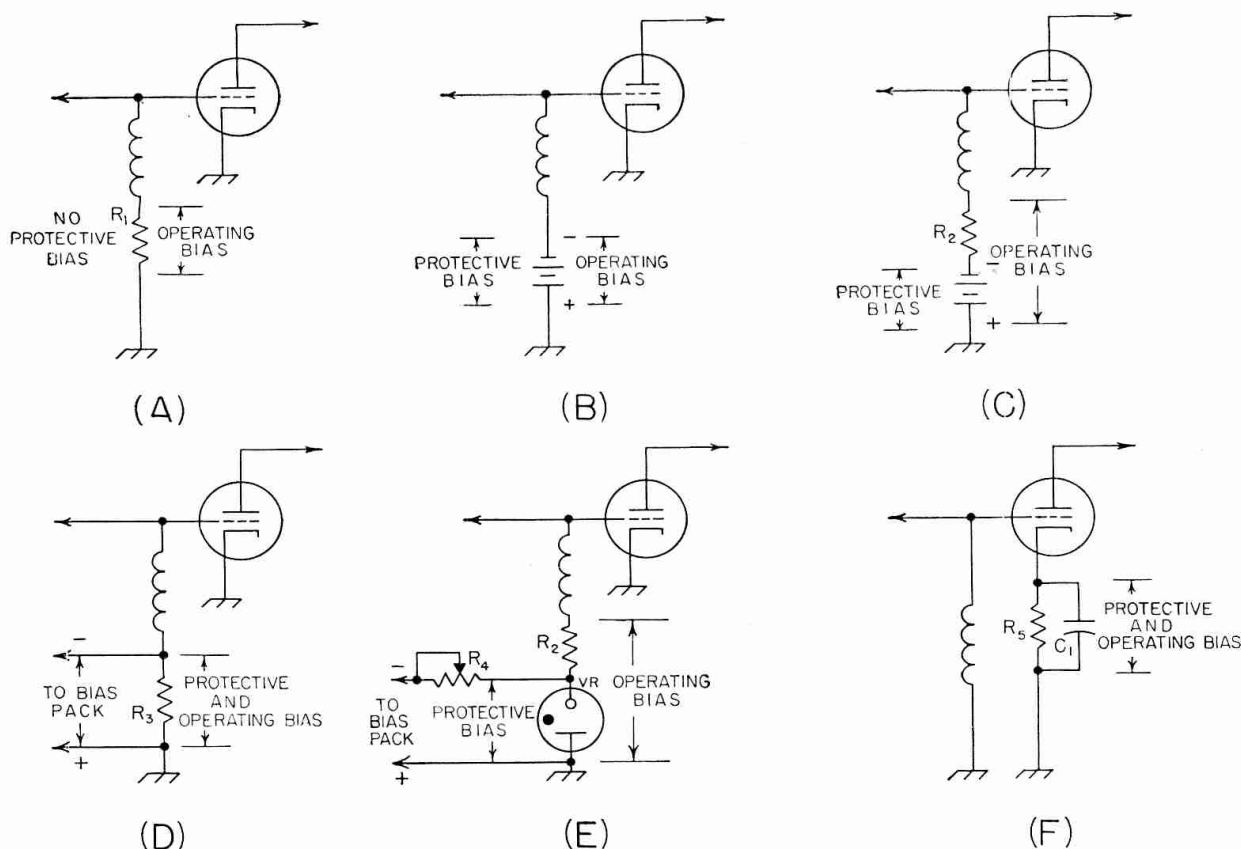 NO
PROTECTIVE
BIAS
R1
OPERATING
BIAS
(A)
PROTECTIVE
BIAS
−
+
OPERATING
BIAS
(B)
R2
PROTECTIVE
BIAS
−
+
OPERATING
BIAS
(C)
−
TO BIAS
PACK
+
R3
PROTECTIVE
AND
OPERATING BIAS
(D)
−
R4
TO
BIAS
PACK
+
PROTECTIVE
BIAS
R2
VR
OPERATING
BIAS
(E)
R5
C1
PROTECTIVE
AND
OPERATING BIAS
(F)